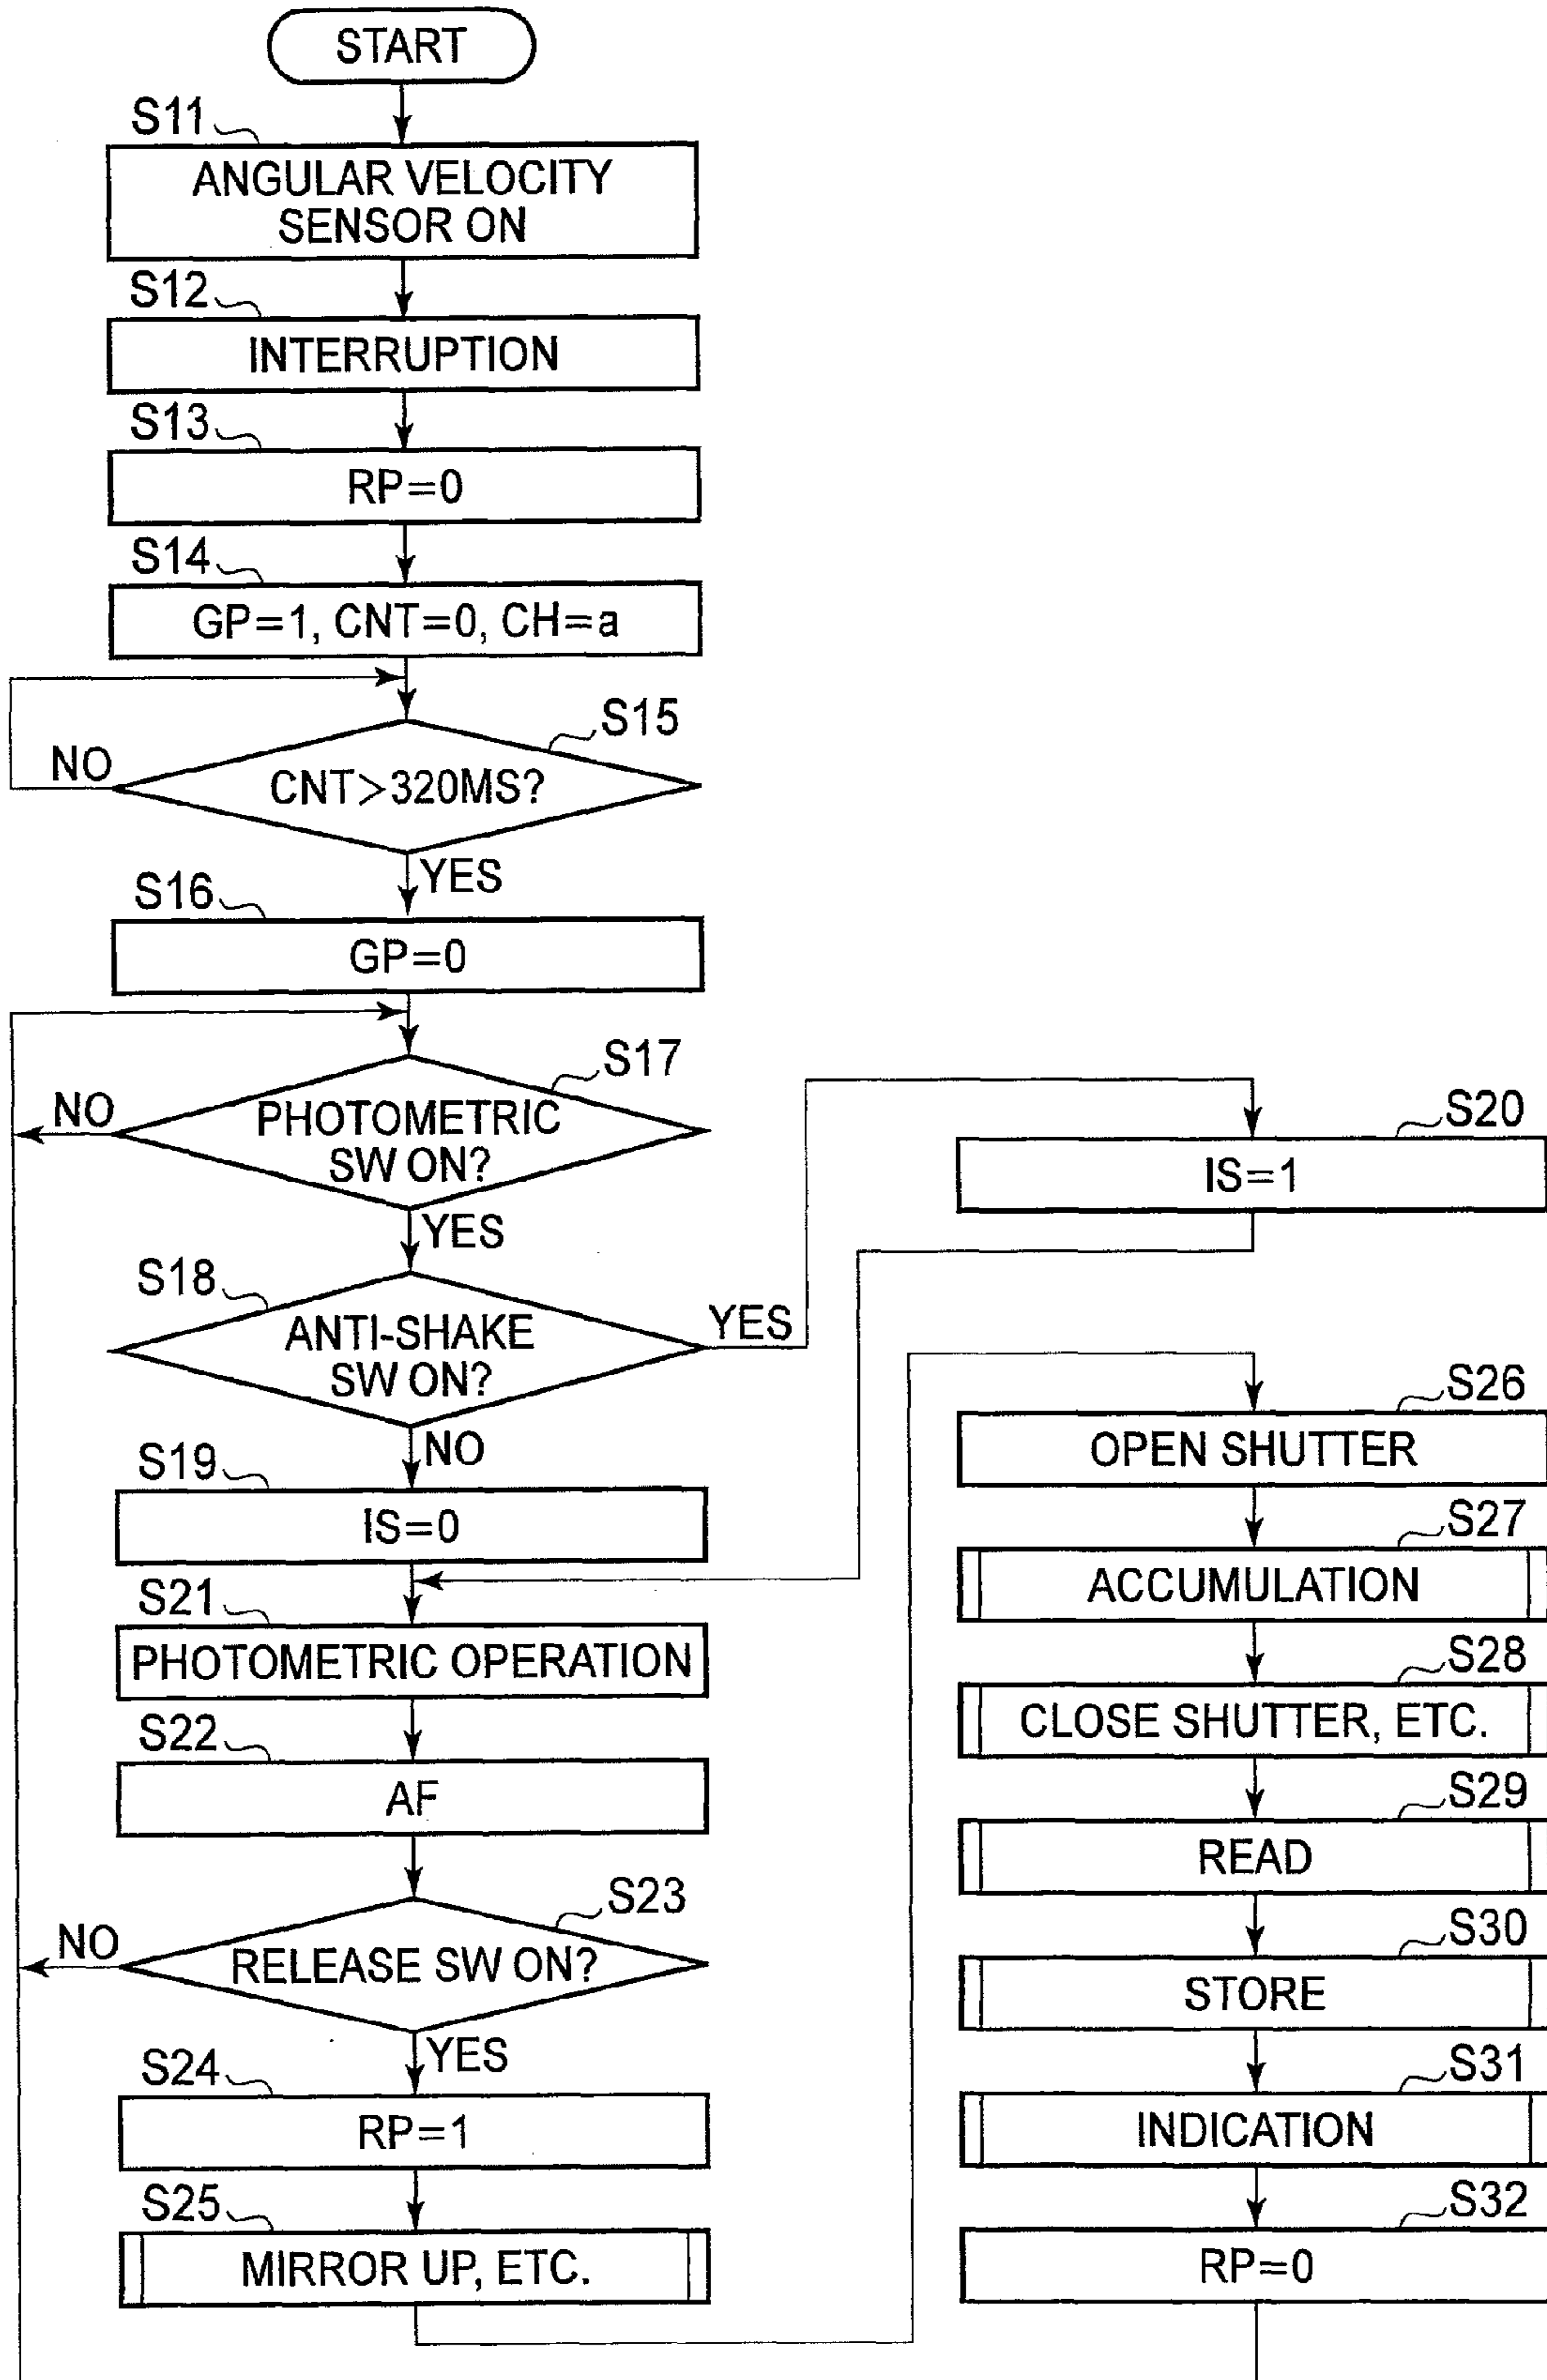 START
S11
ANGULAR VELOCITY
SENSOR ON
S12
INTERRUPTION
S13
RP=0
S14
GP=1, CNT=0, CH=a
S15
CNT>320MS?
NO
YES
S16
GP=0
S17
PHOTOMETRIC
SW ON?
NO
YES
S18
ANTI-SHAKE
SW ON?
YES
NO
S19
IS=0
S20
IS=1
S21
PHOTOMETRIC OPERATION
S22
AF
S23
RELEASE SW ON?
NO
YES
S24
RP=1
S25
MIRROR UP, ETC.
S26
OPEN SHUTTER
S27
ACCUMULATION
S28
CLOSE SHUTTER, ETC.
S29
READ
S30
STORE
S31
INDICATION
S32
RP=0